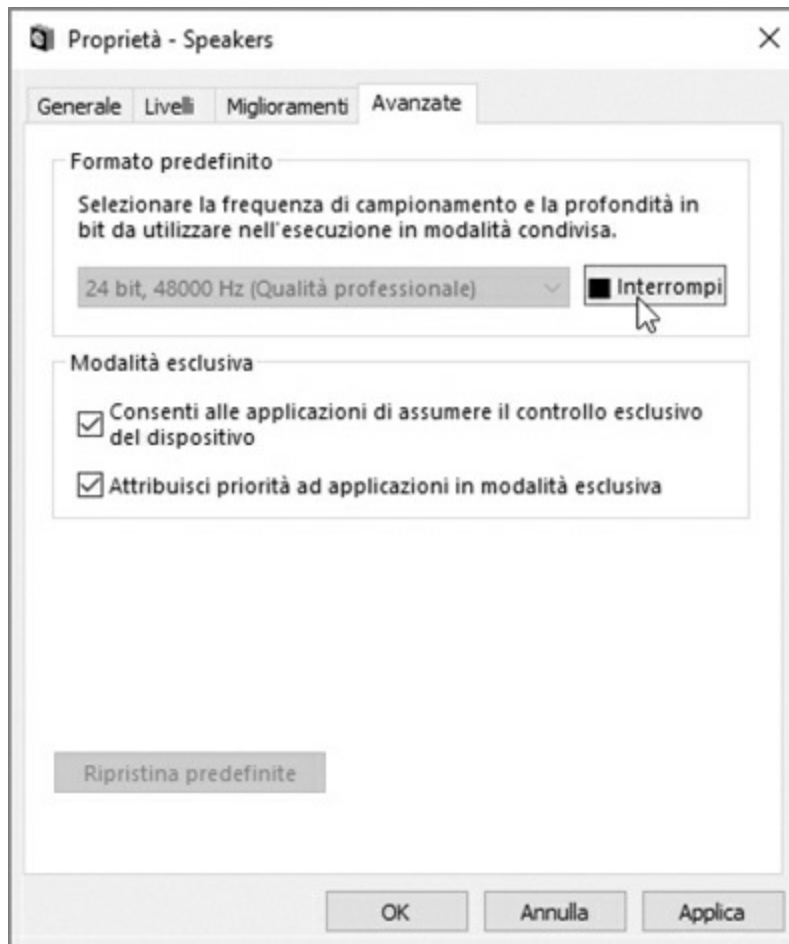 Proprietà - Speakers
Generale Livelli Miglioramenti Avanzate
Formato predefinito
Selezionare la frequenza di campionamento e la profondità in
bit da utilizzare nell'esecuzione in modalità condivisa.
24 bit, 48000 Hz (Qualità professionale) Interrompi
Modalità esclusiva
Consenti alle applicazioni di assumere il controllo esclusivo
del dispositivo
Attribuisci priorità ad applicazioni in modalità esclusiva
Ripristina predefinite
OK Annulla Applica